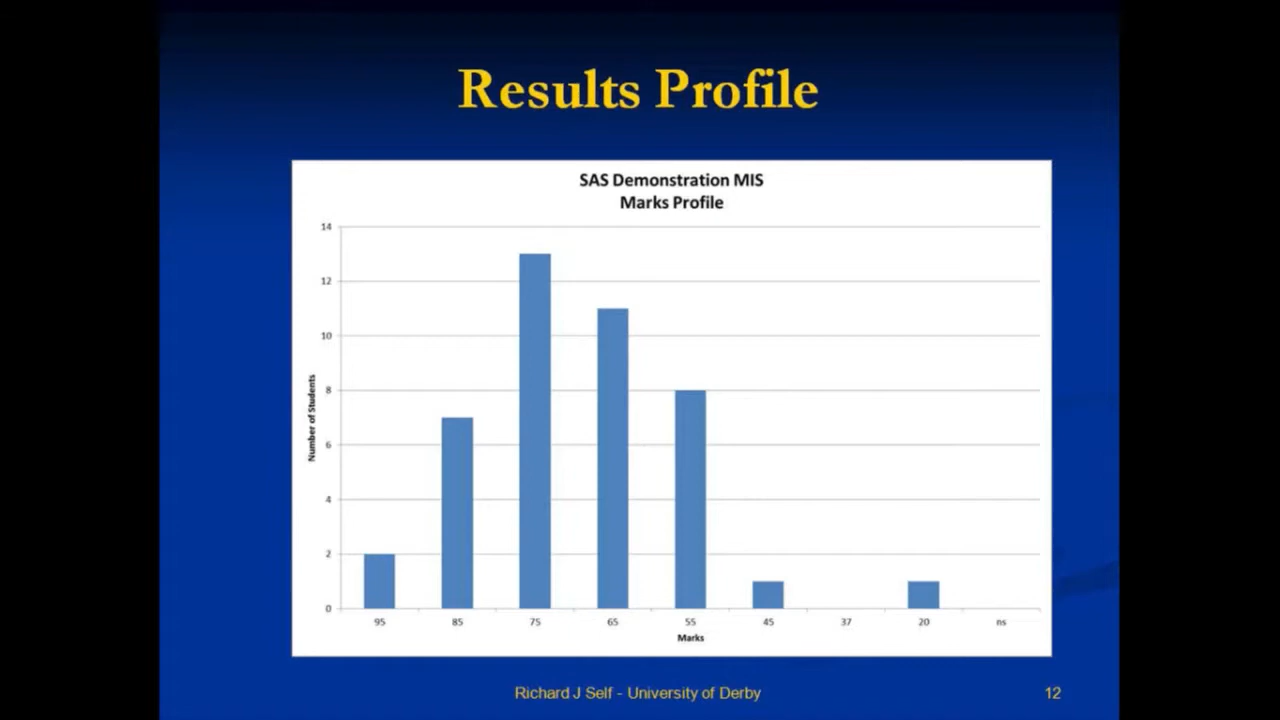 Results Profile
SAS Demonstration MIS
Marks Profile
14
12
10
8
6
4
2
0
Number of Students
95 85 75 65 55 45 37 20 ns
Marks
Richard J Self - University of Derby 12